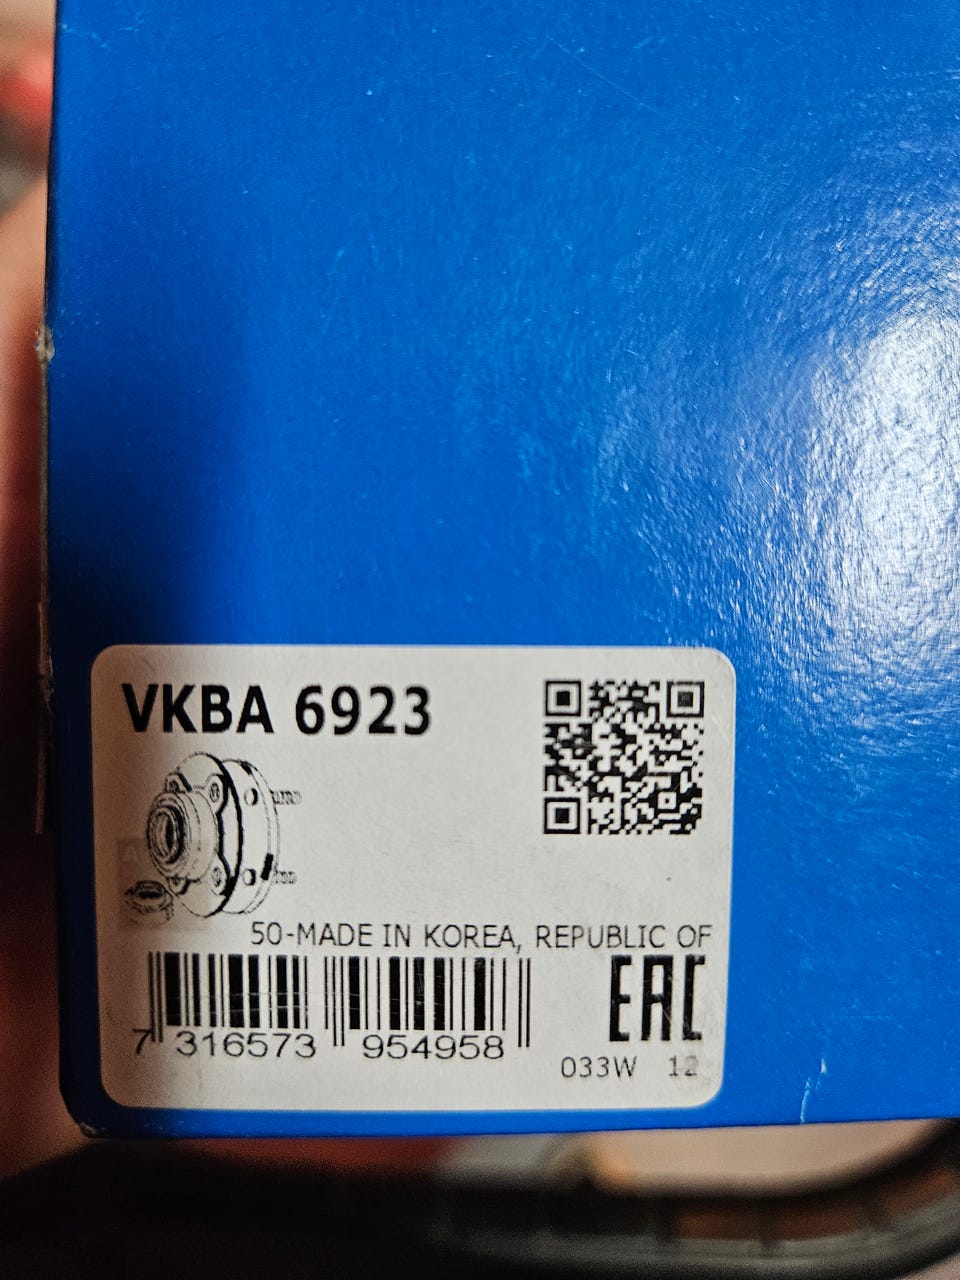 VKBA 6923
50-MADE IN KOREA, REPUBLIC OF
EAC
7 316573 954958
033W 12